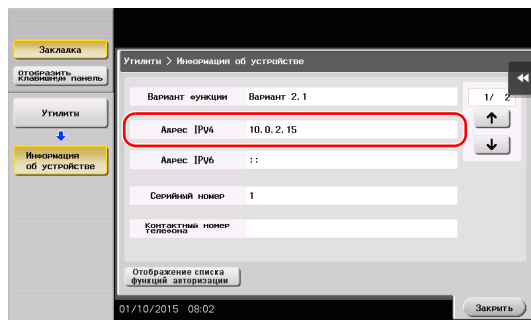 Закладка
Отобразить
клавишную панель
Утилиты
Информация
об устройстве
Утилиты > Информация об устройстве
Вариант функции Вариант 2.1
1/ 2
Адрес IPV4 10.0.2.15
Адрес IPV6 ::
Серийный номер 1
Контактный номер
телефона
Отображение списка
функций авторизации
01/10/2015 08:02
Закрыть